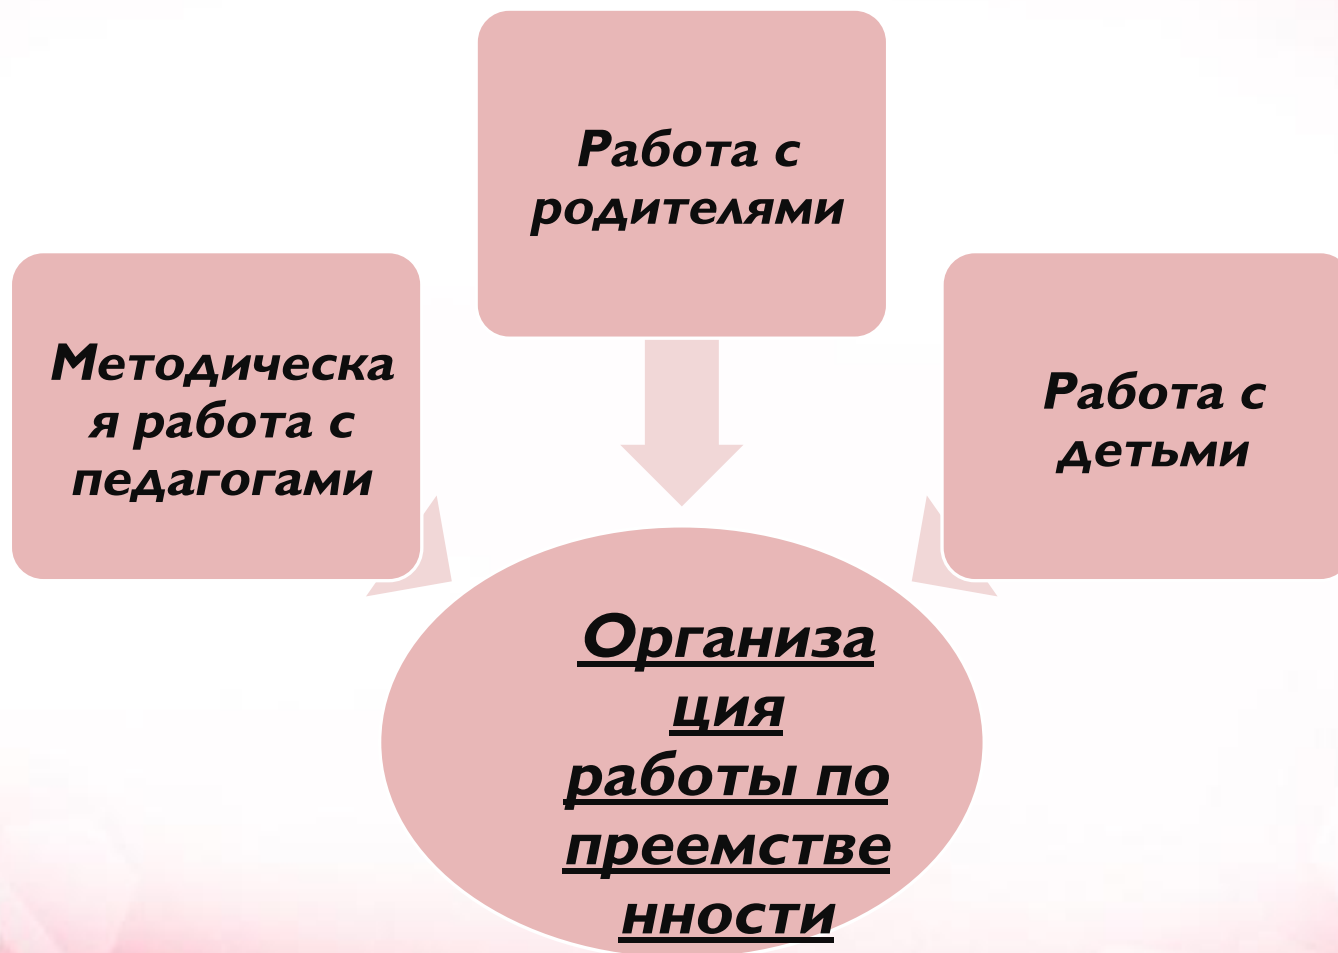 Работа с
родителями
Методическа
я работа с
педагогами
Работа с
детьми
Организа
ция
работы по
преемстве
нности